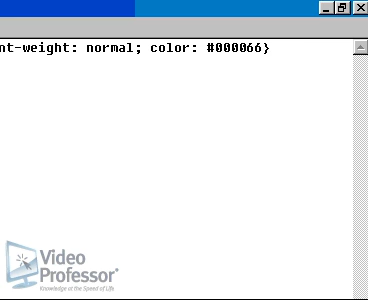 nt-weight: normal; color: #000066}
Video
Professor®
Knowledge at the Speed of Life